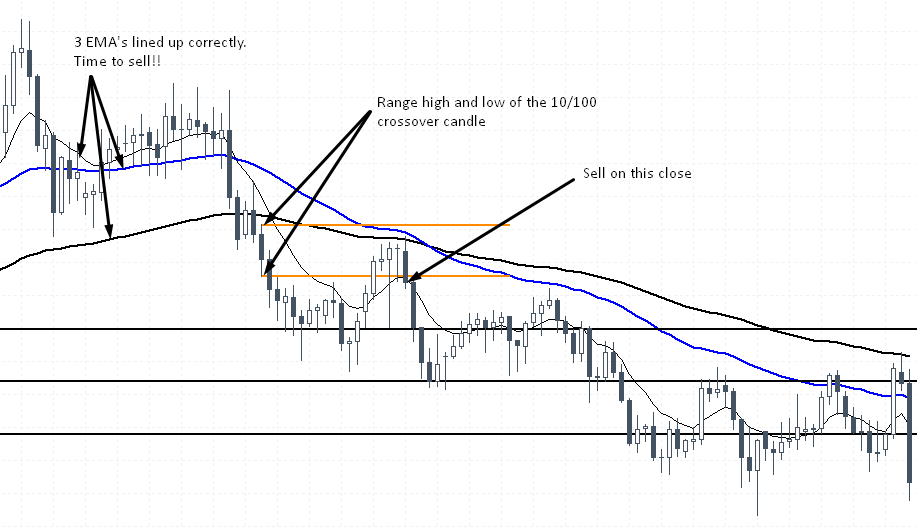 3 EMA's lined up correctly.
Time to sell!!
Range high and low of the 10/100
crossover candle
Sell on this close